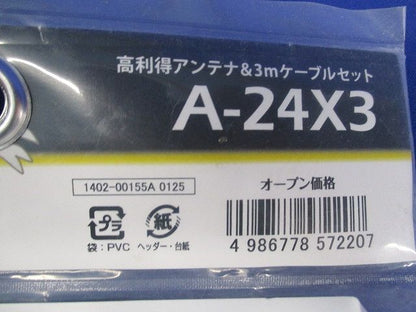 高利得アンテナ&3mケーブルセット
A-24X3
1402-00155A 0125
オープン価格
プラ
紙
袋:PVC ヘッダー・台紙
4 986778 572207